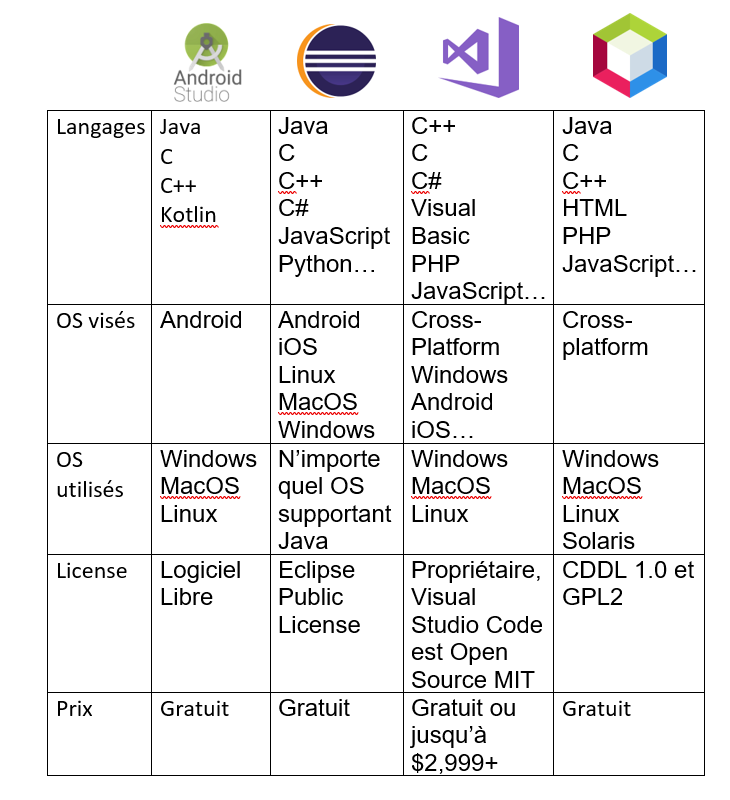 Android
Studio
Langages
Java
C
C++
Kotlin
Java
C
C++
C#
JavaScript
Python…
C++
C
C#
Visual
Basic
PHP
JavaScript…
Java
C
C++
HTML
PHP
JavaScript…
OS visés
Android
Android
iOS
Linux
MacOS
Windows
Cross-
Platform
Windows
Android
iOS…
Cross-
platform
OS
utilisés
Windows
MacOS
Linux
N’importe
quel OS
supportant
Java
Windows
MacOS
Linux
Windows
MacOS
Linux
Solaris
License
Logiciel
Libre
Eclipse
Public
License
Propriétaire,
Visual
Studio Code
est Open
Source MIT
CDDL 1.0 et
GPL2
Prix
Gratuit
Gratuit
Gratuit ou
jusqu’à
$2,999+
Gratuit